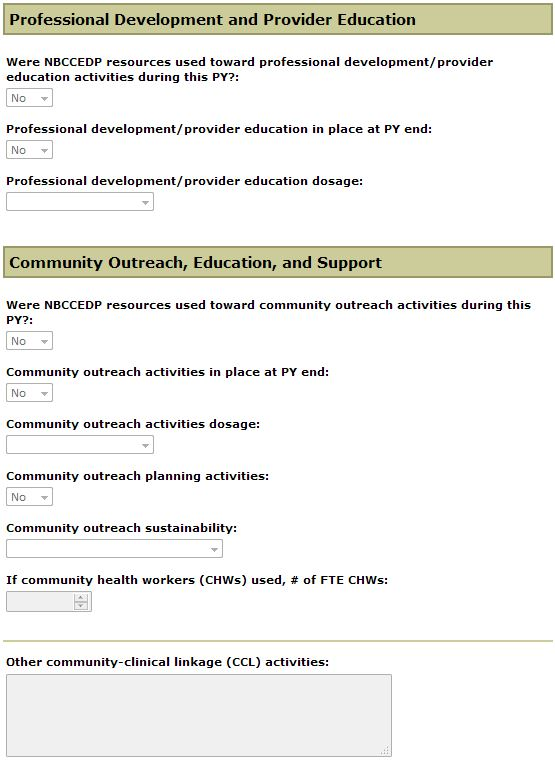 Professional Development and Provider Education
Were NBCCEDP resources used toward professional development/provider
education activities during this PY?:
No
Professional development/provider education in place at PY end:
No
Professional development/provider education dosage:
Community Outreach, Education, and Support
Were NBCCEDP resources used toward community outreach activities during this
PY?:
No
Community outreach activities in place at PY end:
No
Community outreach activities dosage:
Community outreach planning activities:
No
Community outreach sustainability:
If community health workers (CHWs) used, # of FTE CHWs:
Other community-clinical linkage (CCL) activities: